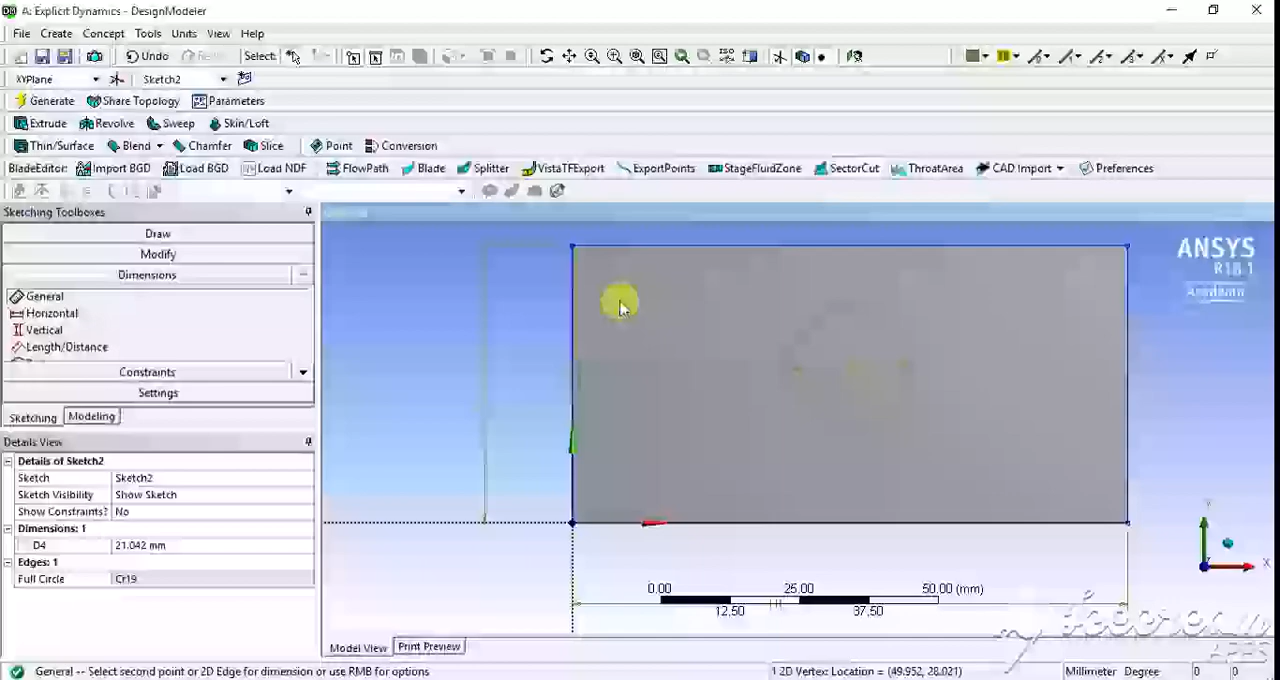 A: Explicit Dynamics - DesignModeler
File Create Concept Tools Units View Help
Undo Redo Select:
XYPlane Sketch2
Generate Share Topology Parameters
Extrude Revolve Sweep Skin/Loft
Thin/Surface Blend Chamfer Slice Point Conversion
BladeEditor: Import BGD Load BGD Load NDF FlowPath Blade Splitter VistaTFExport ExportPoints StageFluidZone SectorCut ThroatArea CAD Import Preferences
Sketching Toolboxes
Draw
Modify
Dimensions
General
Horizontal
Vertical
Length/Distance
Constraints
Settings
Sketching Modeling
Details View
Details of Sketch2
Sketch Sketch2
Sketch Visibility Show Sketch
Show Constraints? No
Dimensions: 1
D4 21.042 mm
Edges: 1
Full Circle Cr19
ANSYS
R18.1
Academic
Y
X
0.00 25.00 50.00 (mm)
12.50 37.50
Model View Print Preview
General -- Select second point or 2D Edge for dimension or use RMB for options
1 2D Vertex Location = (49.952, 28.021)
Millimeter Degree 0 0